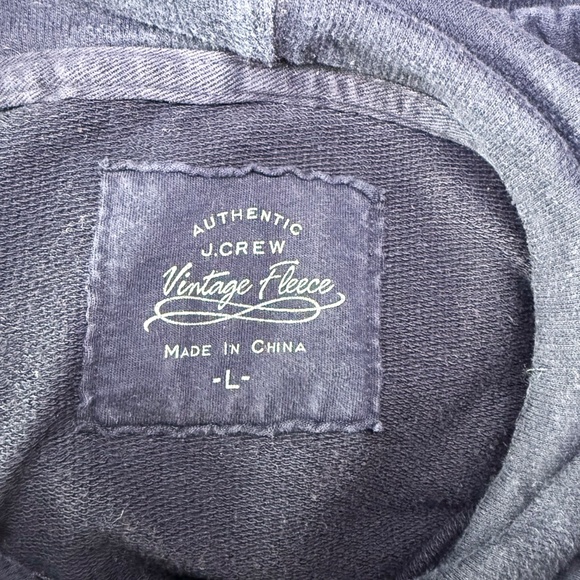 AUTHENTIC
J.CREW
Vintage Fleece
MADE IN CHINA
-L-